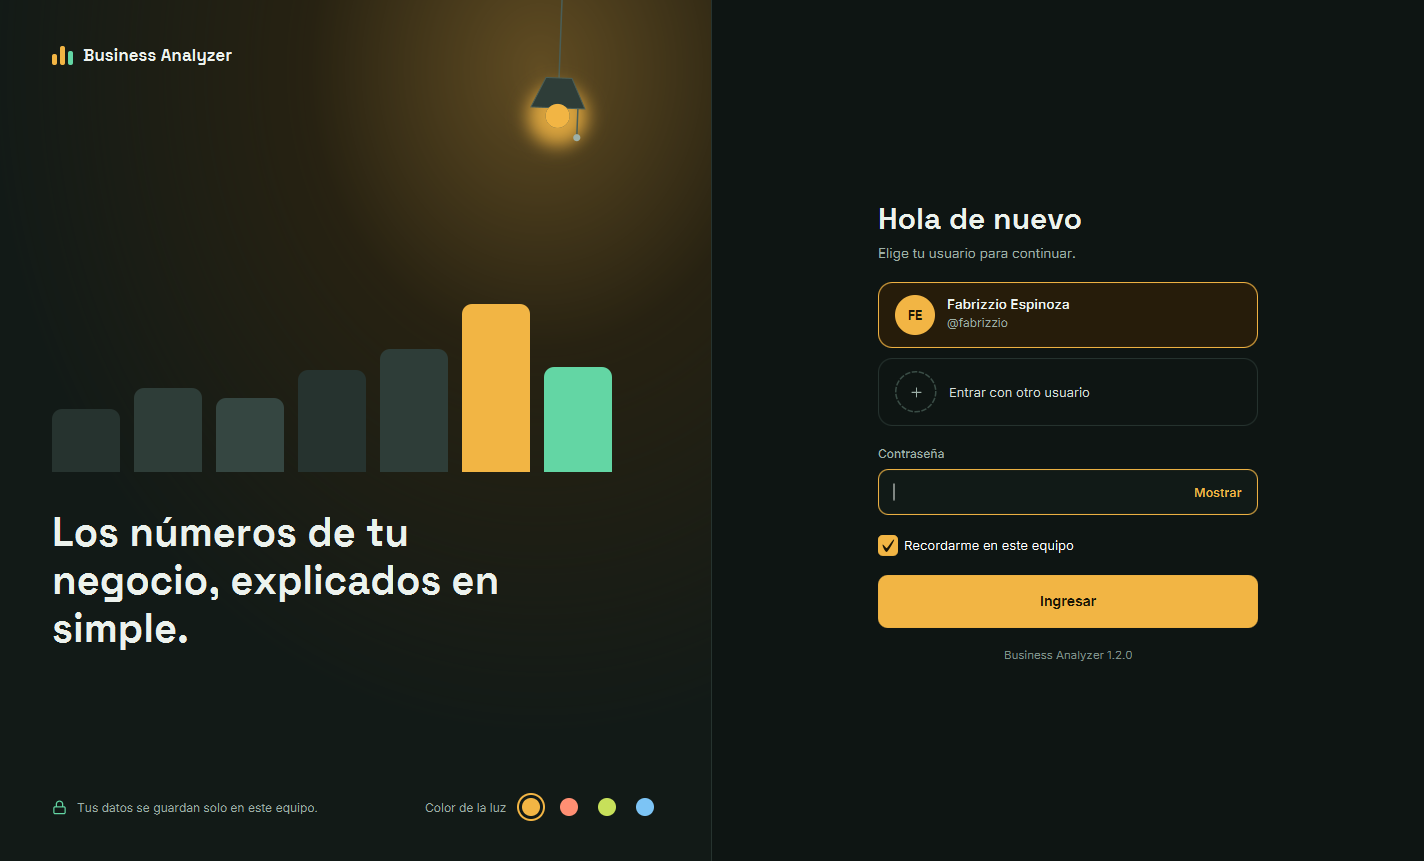 Business Analyzer
Los números de tu
negocio, explicados en
simple.
Tus datos se guardan solo en este equipo.
Color de la luz
Hola de nuevo
Elige tu usuario para continuar.
FE
Fabrizzio Espinoza
@fabrizzio
+
Entrar con otro usuario
Contraseña
Mostrar
Recordarme en este equipo
Ingresar
Business Analyzer 1.2.0